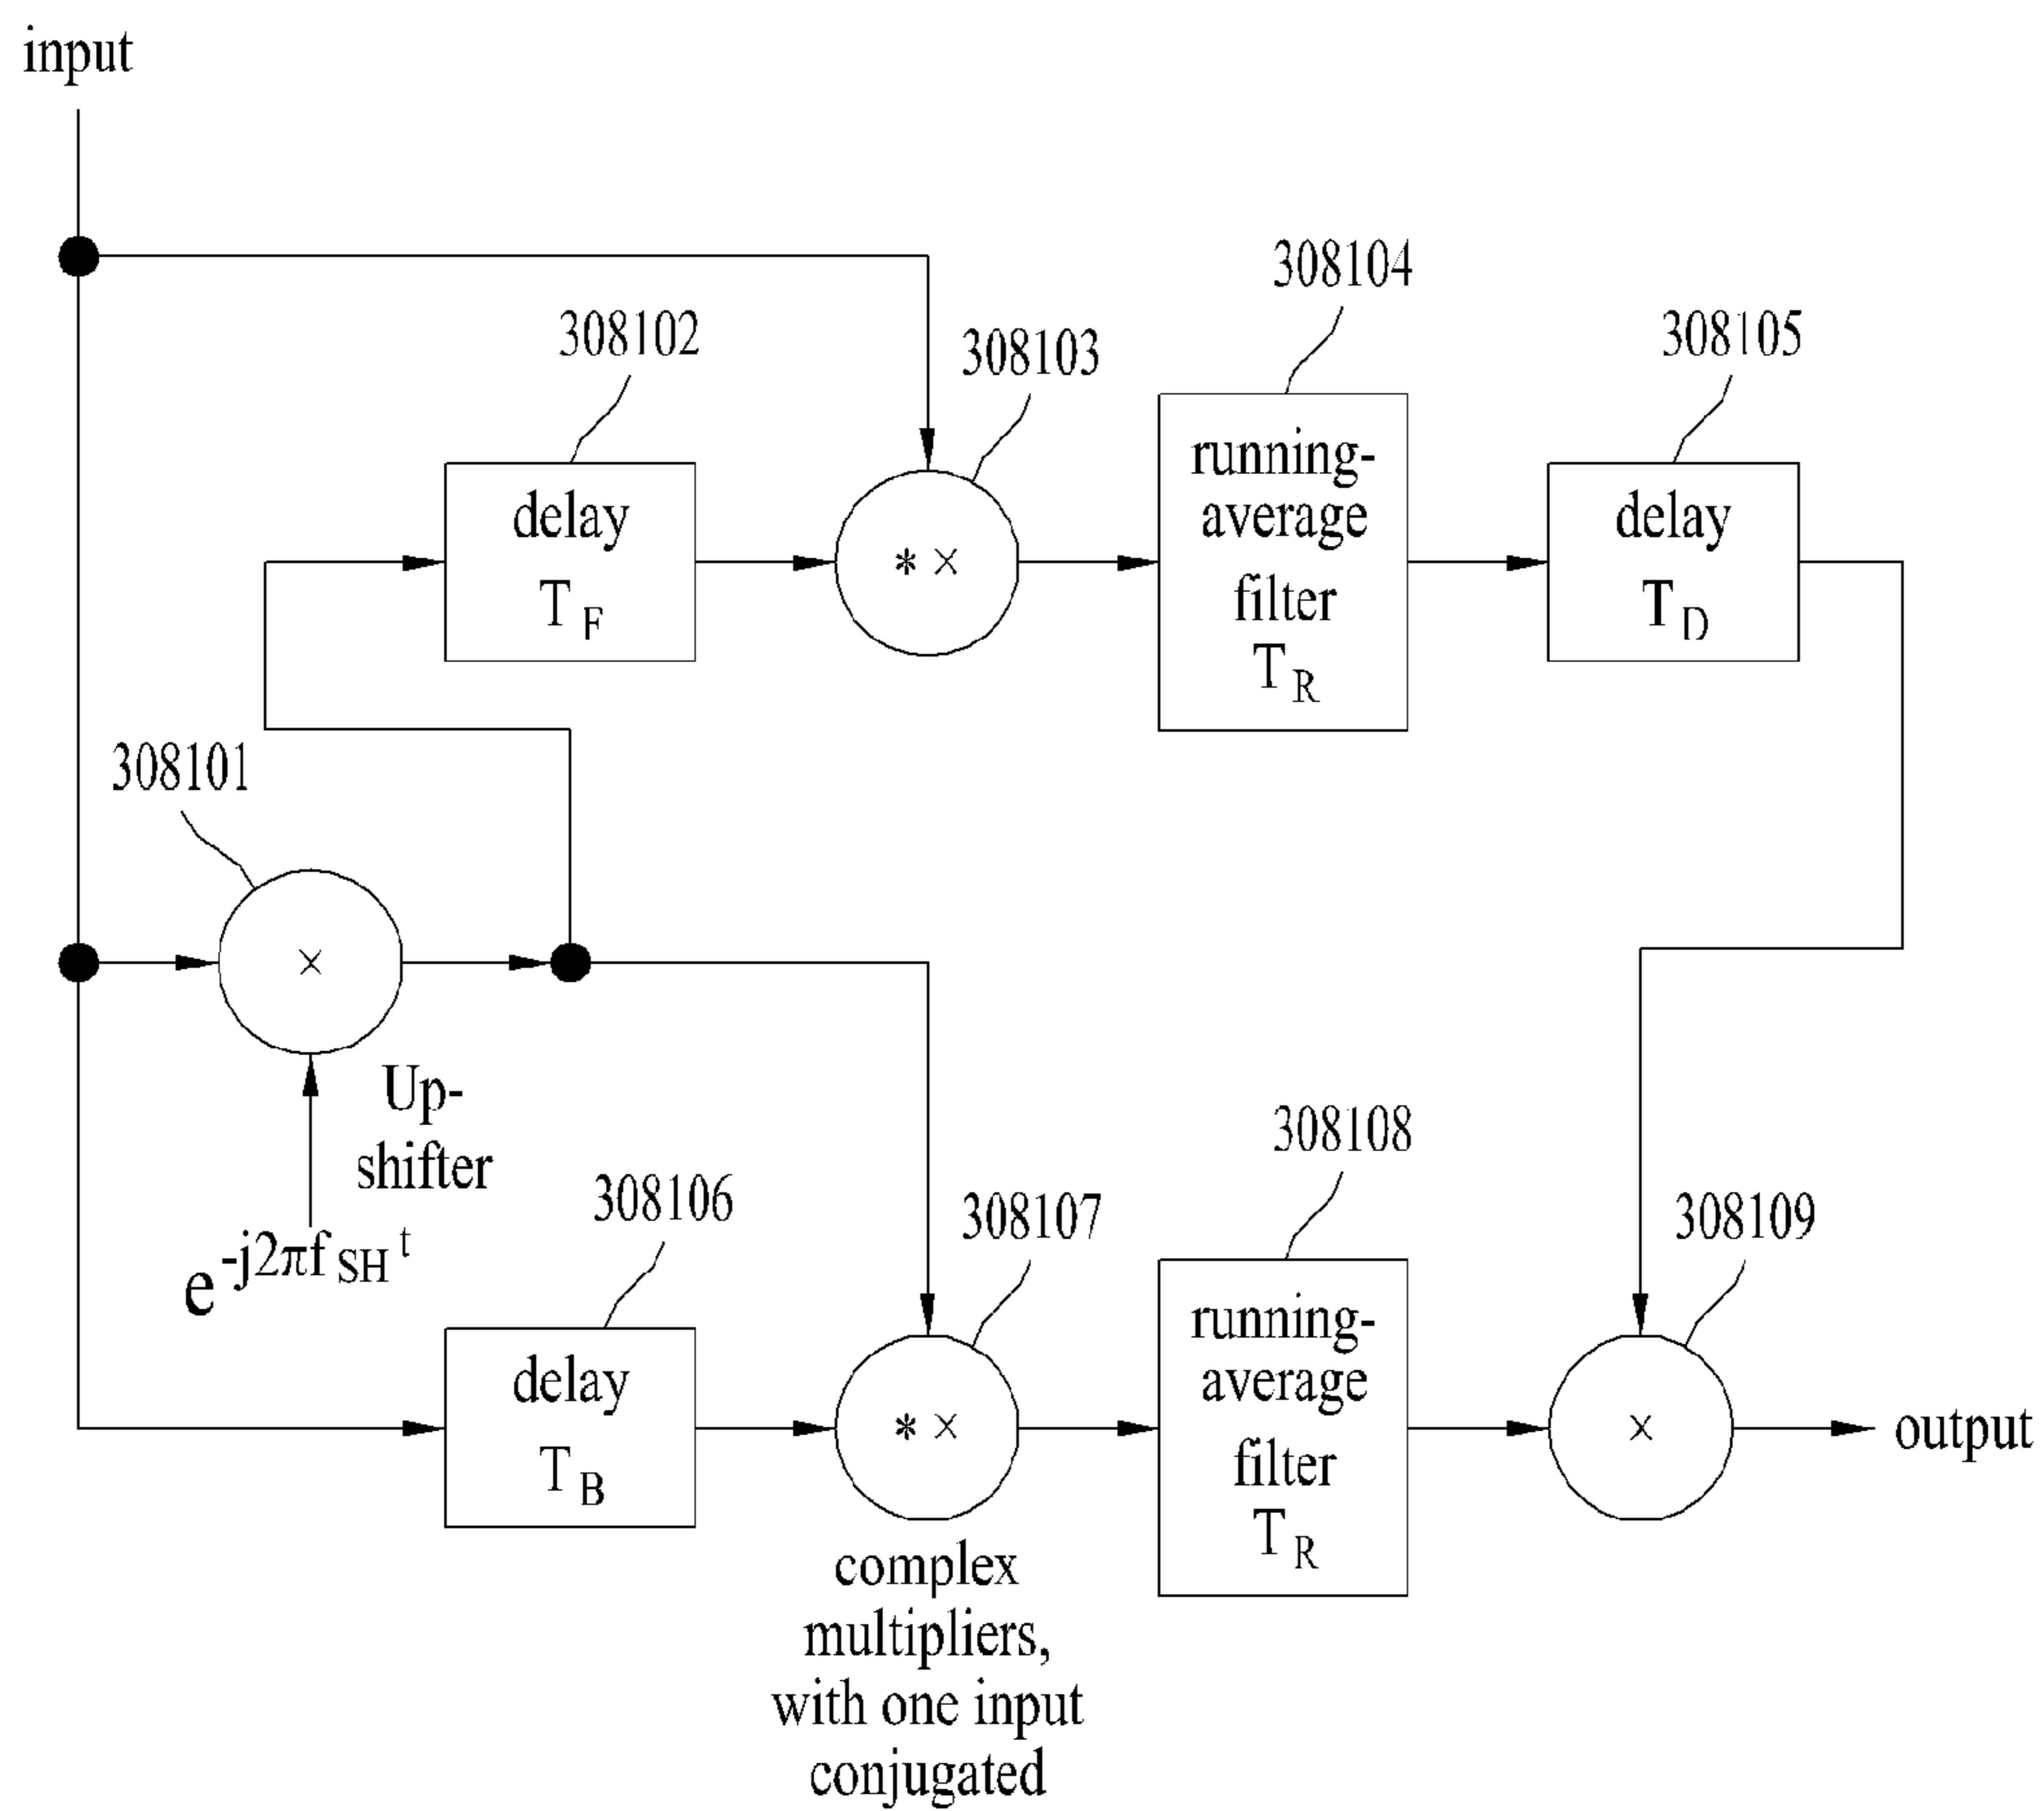 input
308104
308102
308105
308103
delay
T F
* ×
running-
average
filter
T R
delay
T D
308101
×
Up-
shifter
e -j2πf SH t
308106
308107
308108
308109
delay
T B
* ×
running-
average
filter
T R
×
output
complex
multipliers,
with one input
conjugated